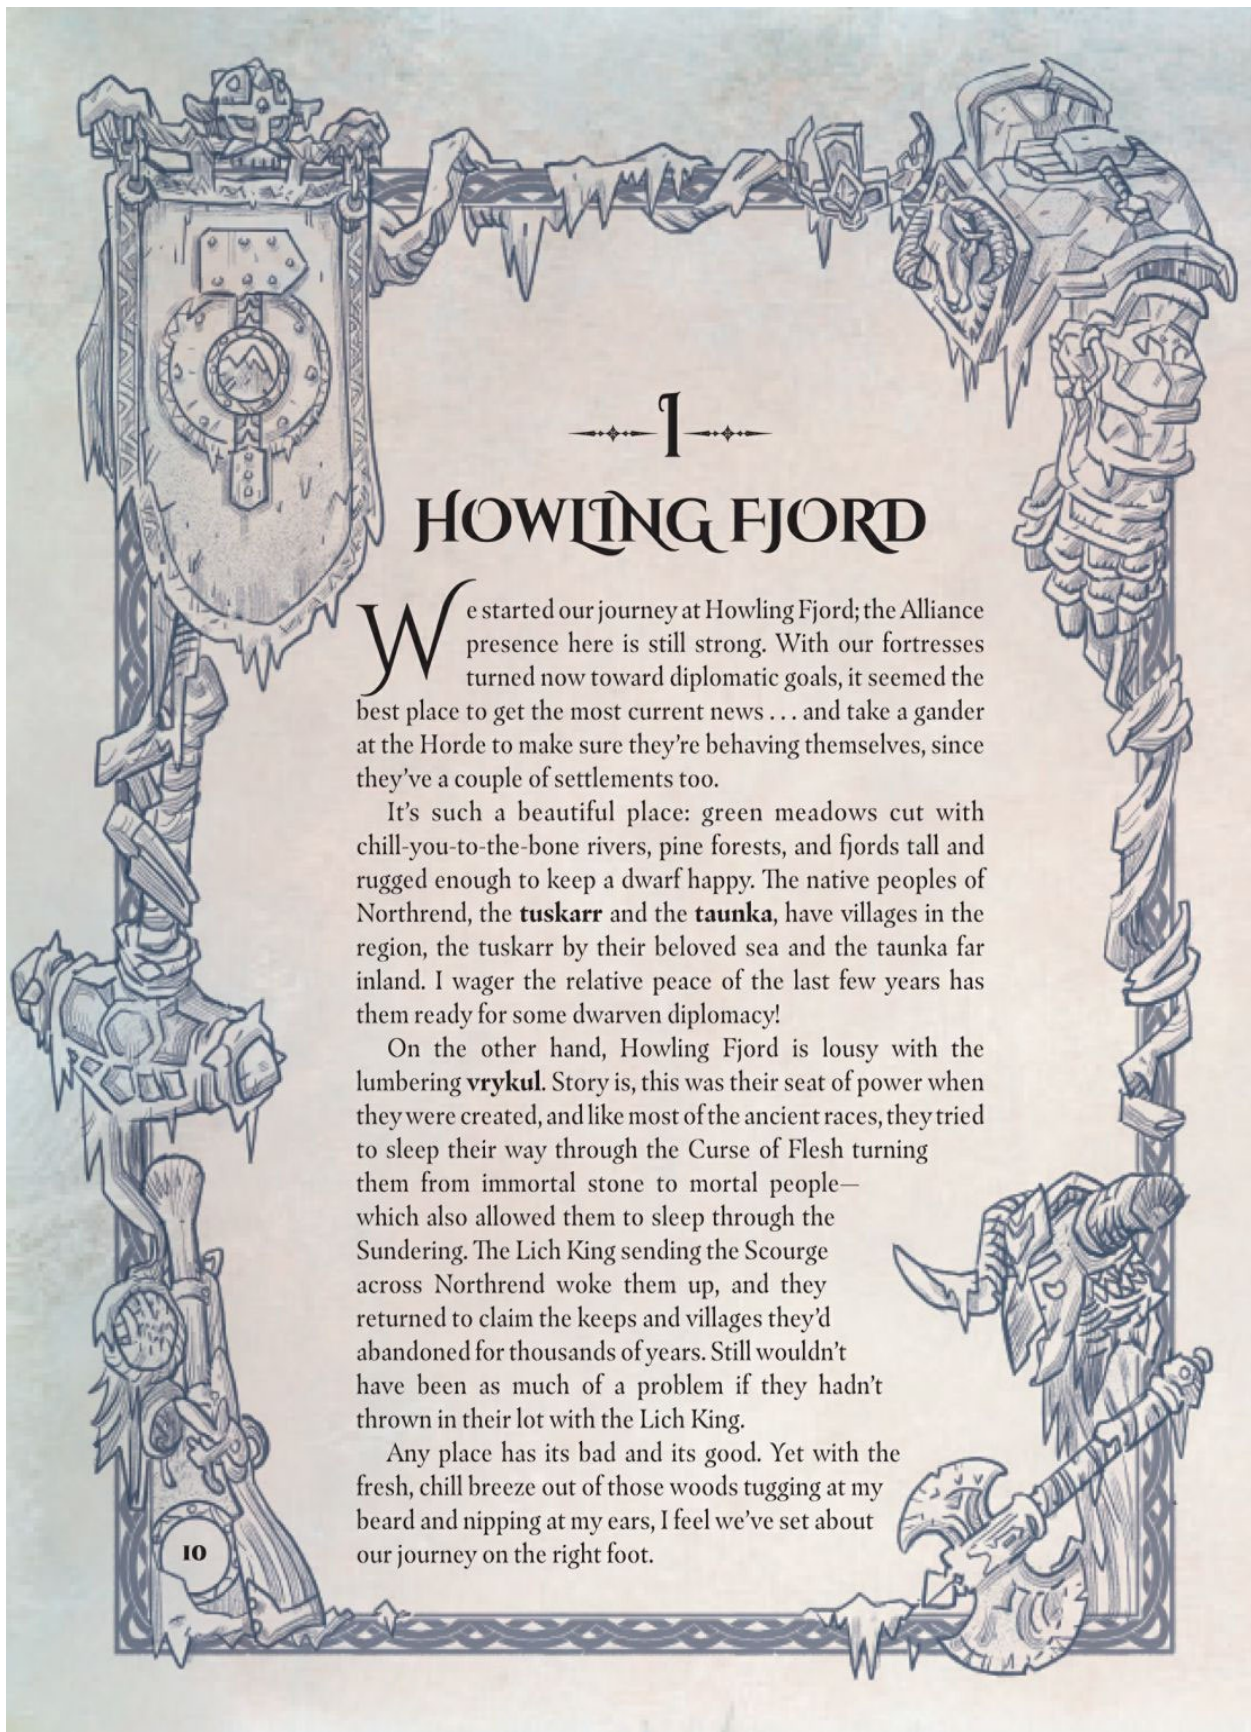 I
HOWLING FJORD
We started our journey at Howling Fjord; the Alliance
presence here is still strong. With our fortresses
turned now toward diplomatic goals, it seemed the
best place to get the most current news . . . and take a gander
at the Horde to make sure they’re behaving themselves, since
they’ve a couple of settlements too.
It’s such a beautiful place: green meadows cut with
chill-you-to-the-bone rivers, pine forests, and fjords tall and
rugged enough to keep a dwarf happy. The native peoples of
Northrend, the tuskarr and the taunka, have villages in the
region, the tuskarr by their beloved sea and the taunka far
inland. I wager the relative peace of the last few years has
them ready for some dwarven diplomacy!
On the other hand, Howling Fjord is lousy with the
lumbering vrykul. Story is, this was their seat of power when
they were created, and like most of the ancient races, they tried
to sleep their way through the Curse of Flesh turning
them from immortal stone to mortal people—
which also allowed them to sleep through the
Sundering. The Lich King sending the Scourge
across Northrend woke them up, and they
returned to claim the keeps and villages they’d
abandoned for thousands of years. Still wouldn’t
have been as much of a problem if they hadn’t
thrown in their lot with the Lich King.
Any place has its bad and its good. Yet with the
fresh, chill breeze out of those woods tugging at my
beard and nipping at my ears, I feel we’ve set about
our journey on the right foot.
10